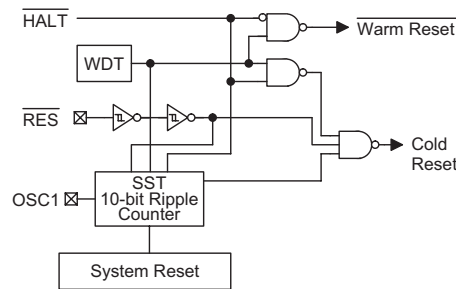 HALT
Warm Reset
WDT
RES
Cold
Reset
OSC1
SST
10-bit Ripple
Counter
System Reset